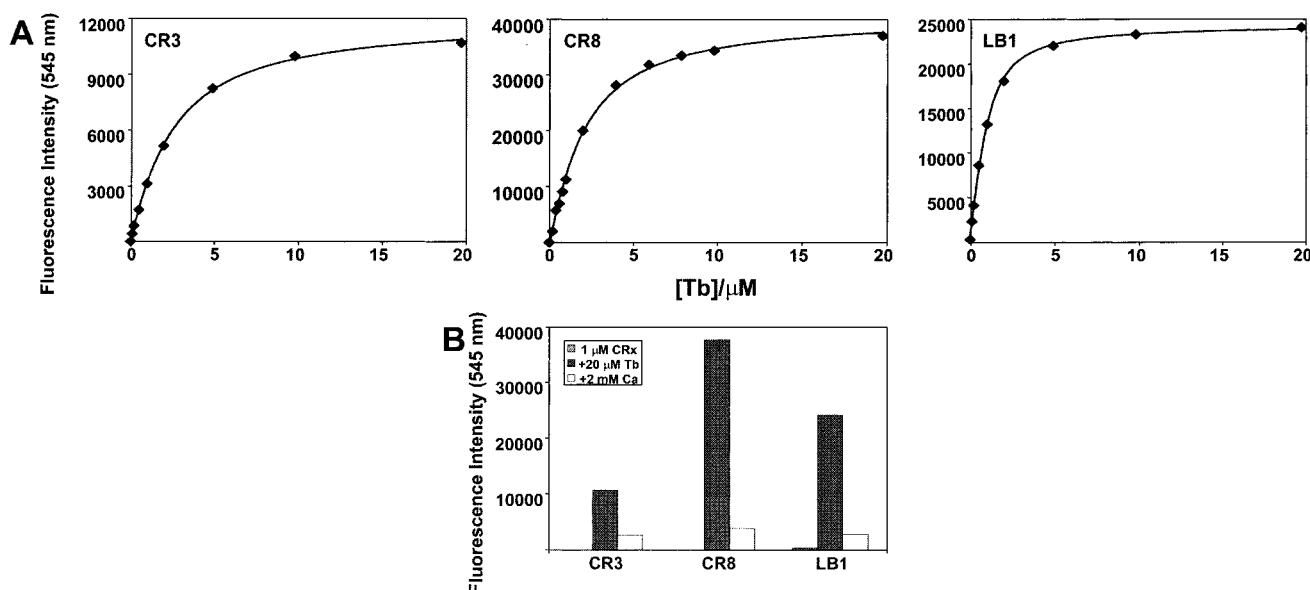 A
Fluorescence Intensity (545 nm)
CR3
12000
9000
6000
3000
0 5 10 15 20
CR8
40000
30000
20000
10000
0
0 5 10 15 20
[Tb]/μM
LB1
25000
20000
15000
10000
5000
0 5 10 15 20
B
Fluorescence Intensity (545 nm)
40000
30000
20000
10000
1 μM CRx
+20 μM Tb
+2 mM Ca
CR3 CR8 LB1